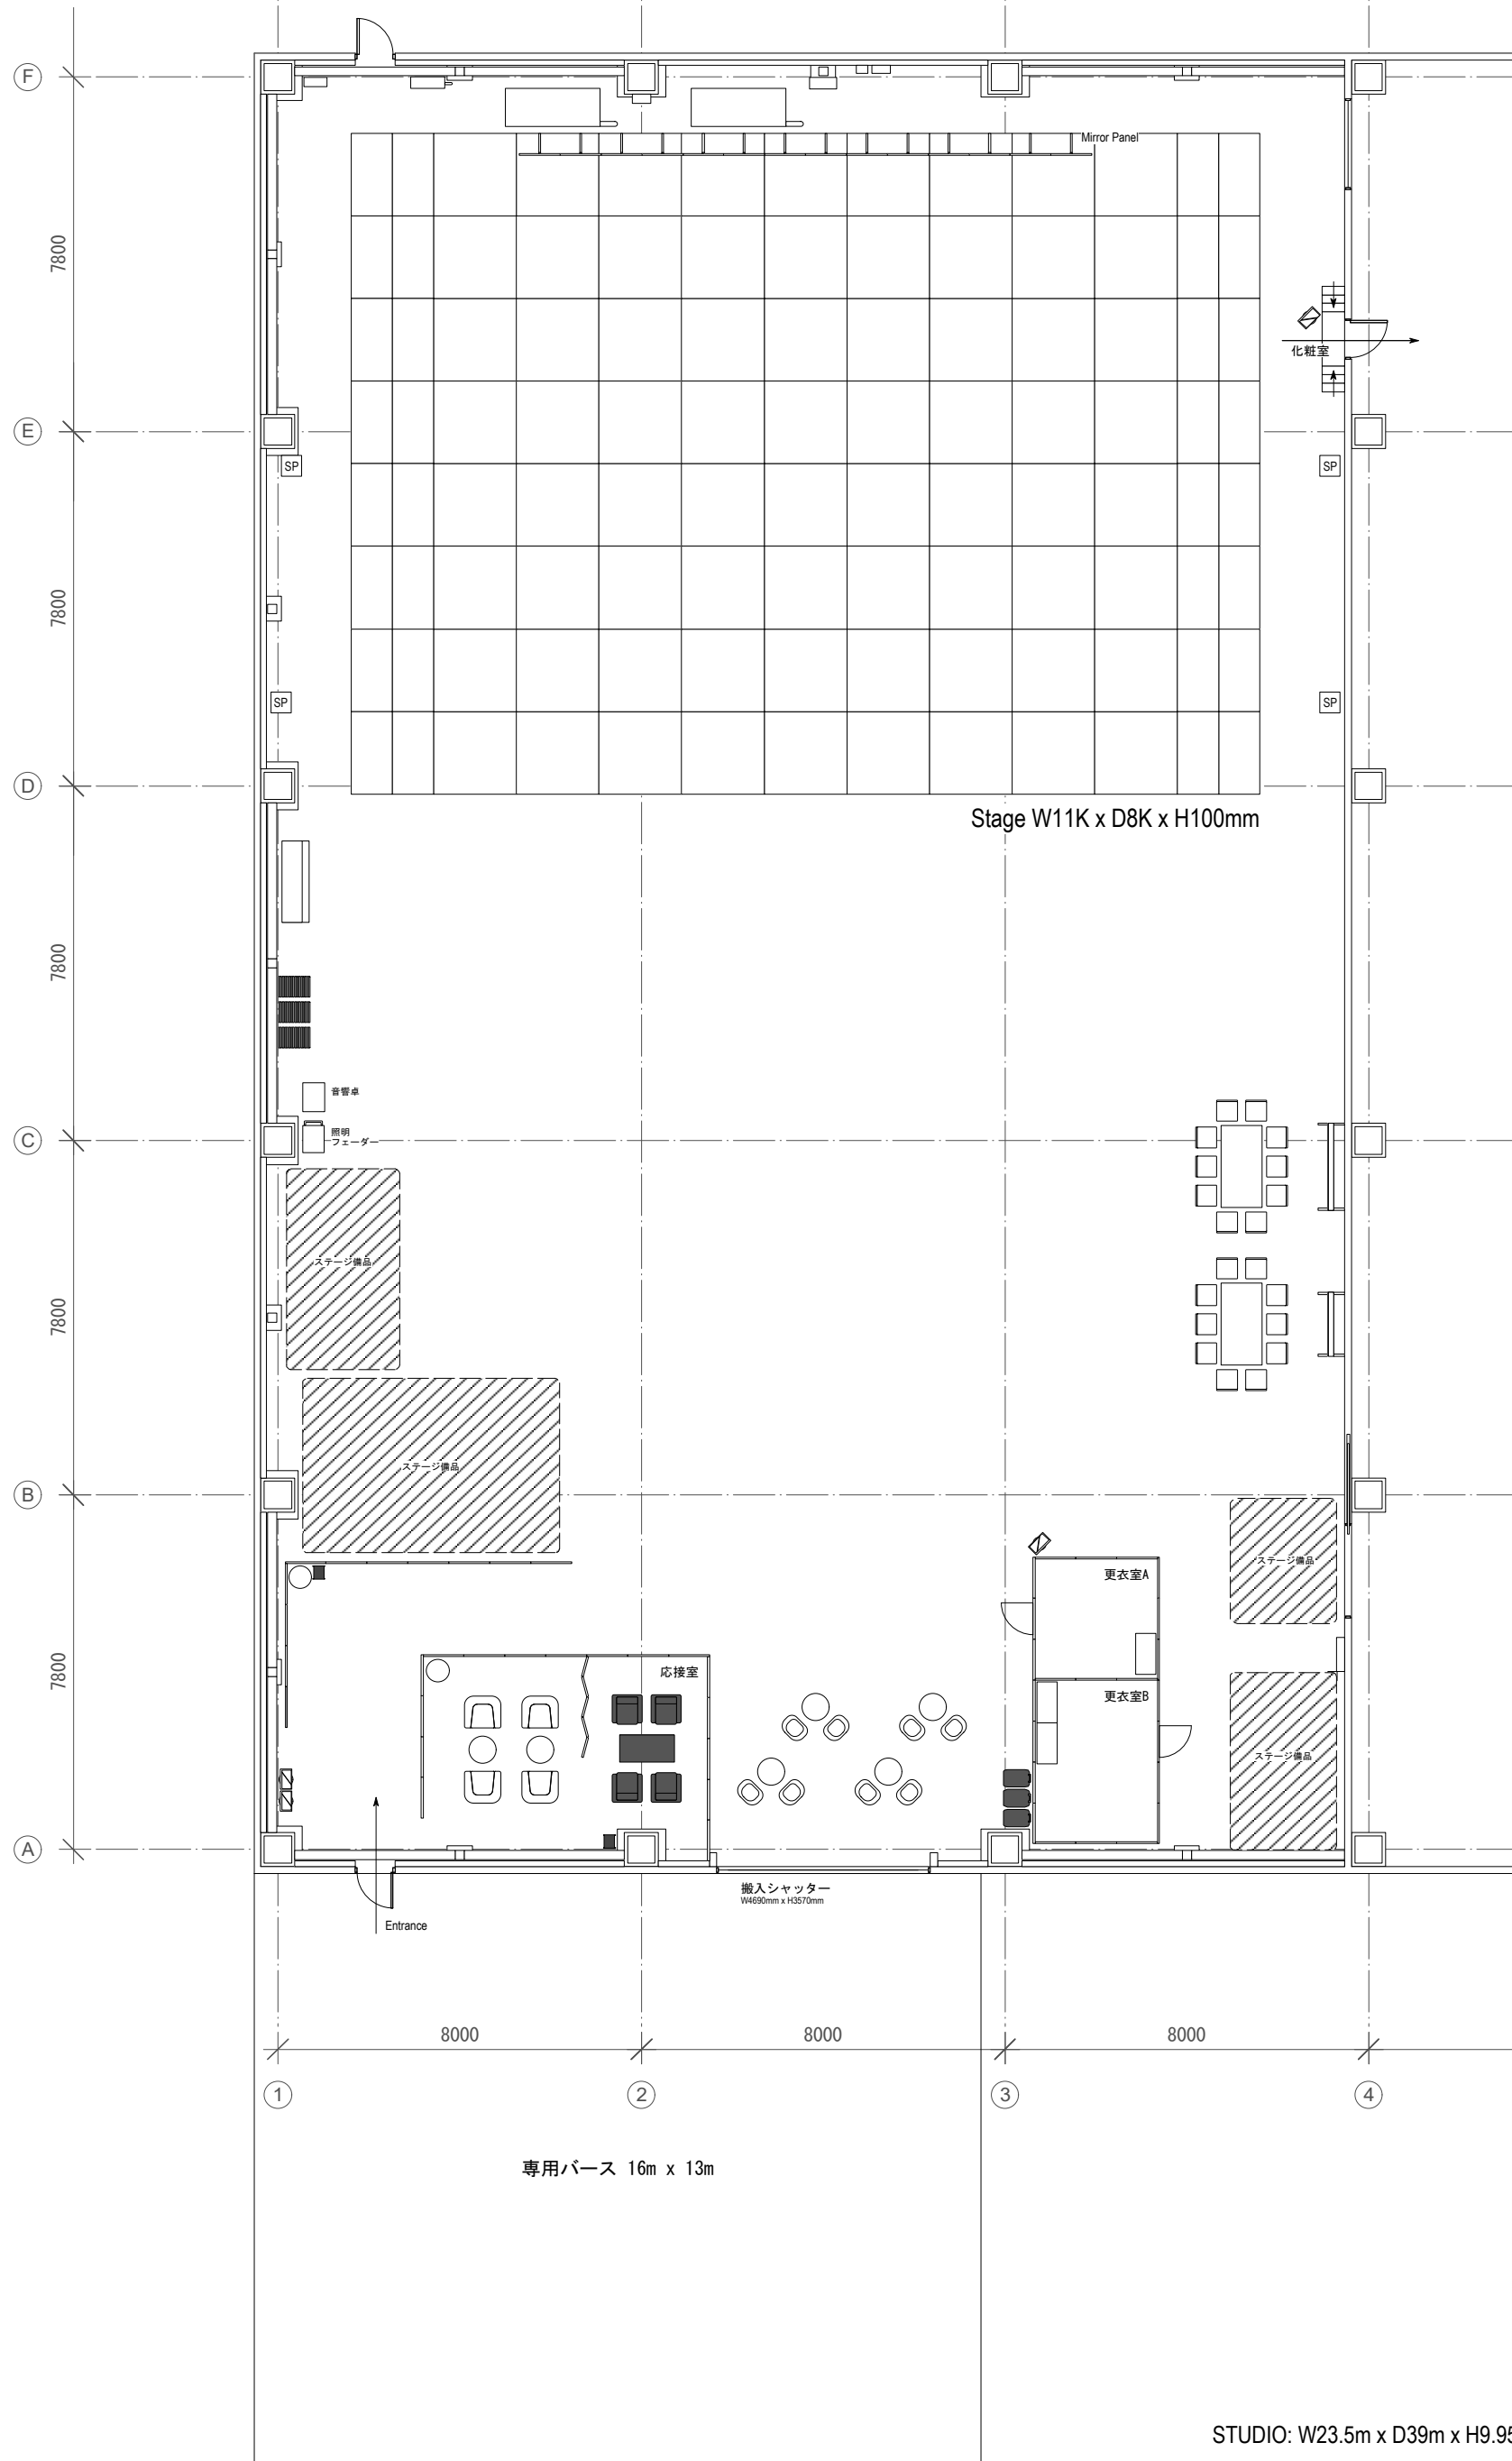 F
Mirror Panel
7800
化粧室
E
SP
SP
7800
SP
SP
D
Stage W11K x D8K x H100mm
7800
音響卓
照明
フェーダー
C
ステージ備品
7800
ステージ備品
B
更衣室A
ステージ備品
応接室
7800
更衣室B
ステージ備品
A
搬入シャッター
W4690mm x H3570mm
Entrance
8000
8000
8000
1
2
3
4
専用バース 16m x 13m
STUDIO: W23.5m x D39m x H9.95